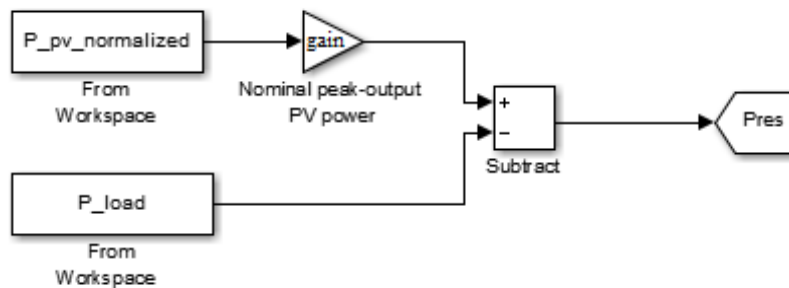 P_pv_normalized
From
Workspace
gain
Nominal peak-output
PV power
+
−
Subtract
Pres
P_load
From
Workspace